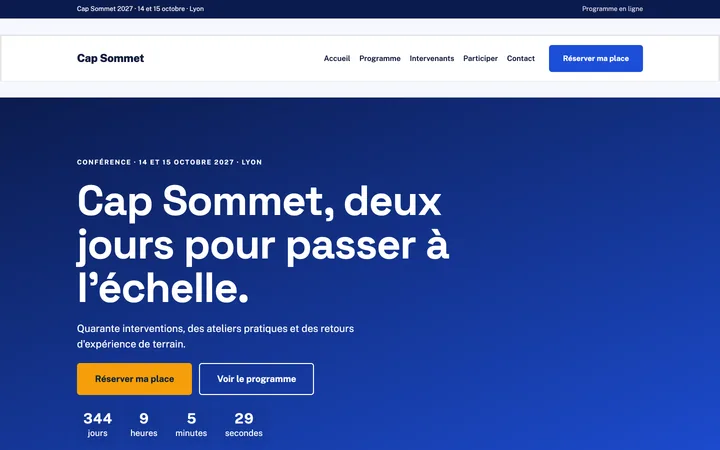 Cap Sommet 2027 · 14 et 15 octobre · Lyon
Programme en ligne
Cap Sommet
Accueil Programme Intervenants Participer Contact Réserver ma place
CONFÉRENCE · 14 ET 15 OCTOBRE 2027 · LYON
Cap Sommet, deux
jours pour passer à
l’échelle.
Quarante interventions, des ateliers pratiques et des retours
d'expérience de terrain.
Réserver ma place Voir le programme
344 9 5 29
jours heures minutes secondes